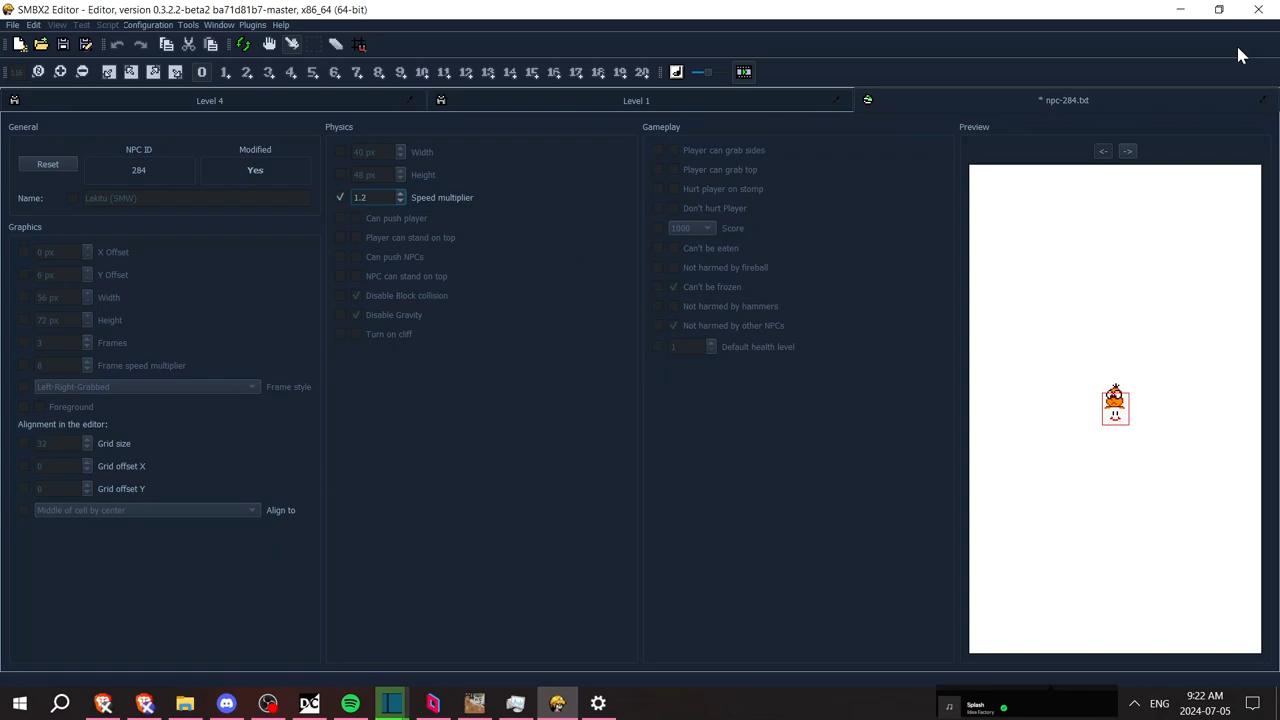 SMBX2 Editor - Editor, version 0.3.2.2-beta2 ba71d81b7-master, x86_64 (64-bit)
File Edit View Test Script Configuration Tools Window Plugins Help
0 1 2 3 4 5 6 7 8 9 10 11 12 13 14 15 16 17 18 19 20
Level 4 Level 1 * npc-284.txt
General
NPC ID Modified
Reset 284 Yes
Name: Lakitu (SMW)
Graphics
0 px X Offset
6 px Y Offset
56 px Width
72 px Height
3 Frames
8 Frame speed multiplier
Left-Right-Grabbed Frame style
Foreground
Alignment in the editor:
32 Grid size
0 Grid offset X
0 Grid offset Y
Middle of cell by center Align to
Physics
40 px Width
48 px Height
1.2 Speed multiplier
Can push player
Player can stand on top
Can push NPCs
NPC can stand on top
Disable Block collision
Disable Gravity
Turn on cliff
Gameplay
Player can grab sides
Player can grab top
Hurt player on stomp
Don't hurt Player
1000 Score
Can't be eaten
Not harmed by fireball
Can't be frozen
Not harmed by hammers
Not harmed by other NPCs
1 Default health level
Preview
<- ->
DC
Splash
Idea Factory
ENG
9:22 AM
2024-07-05